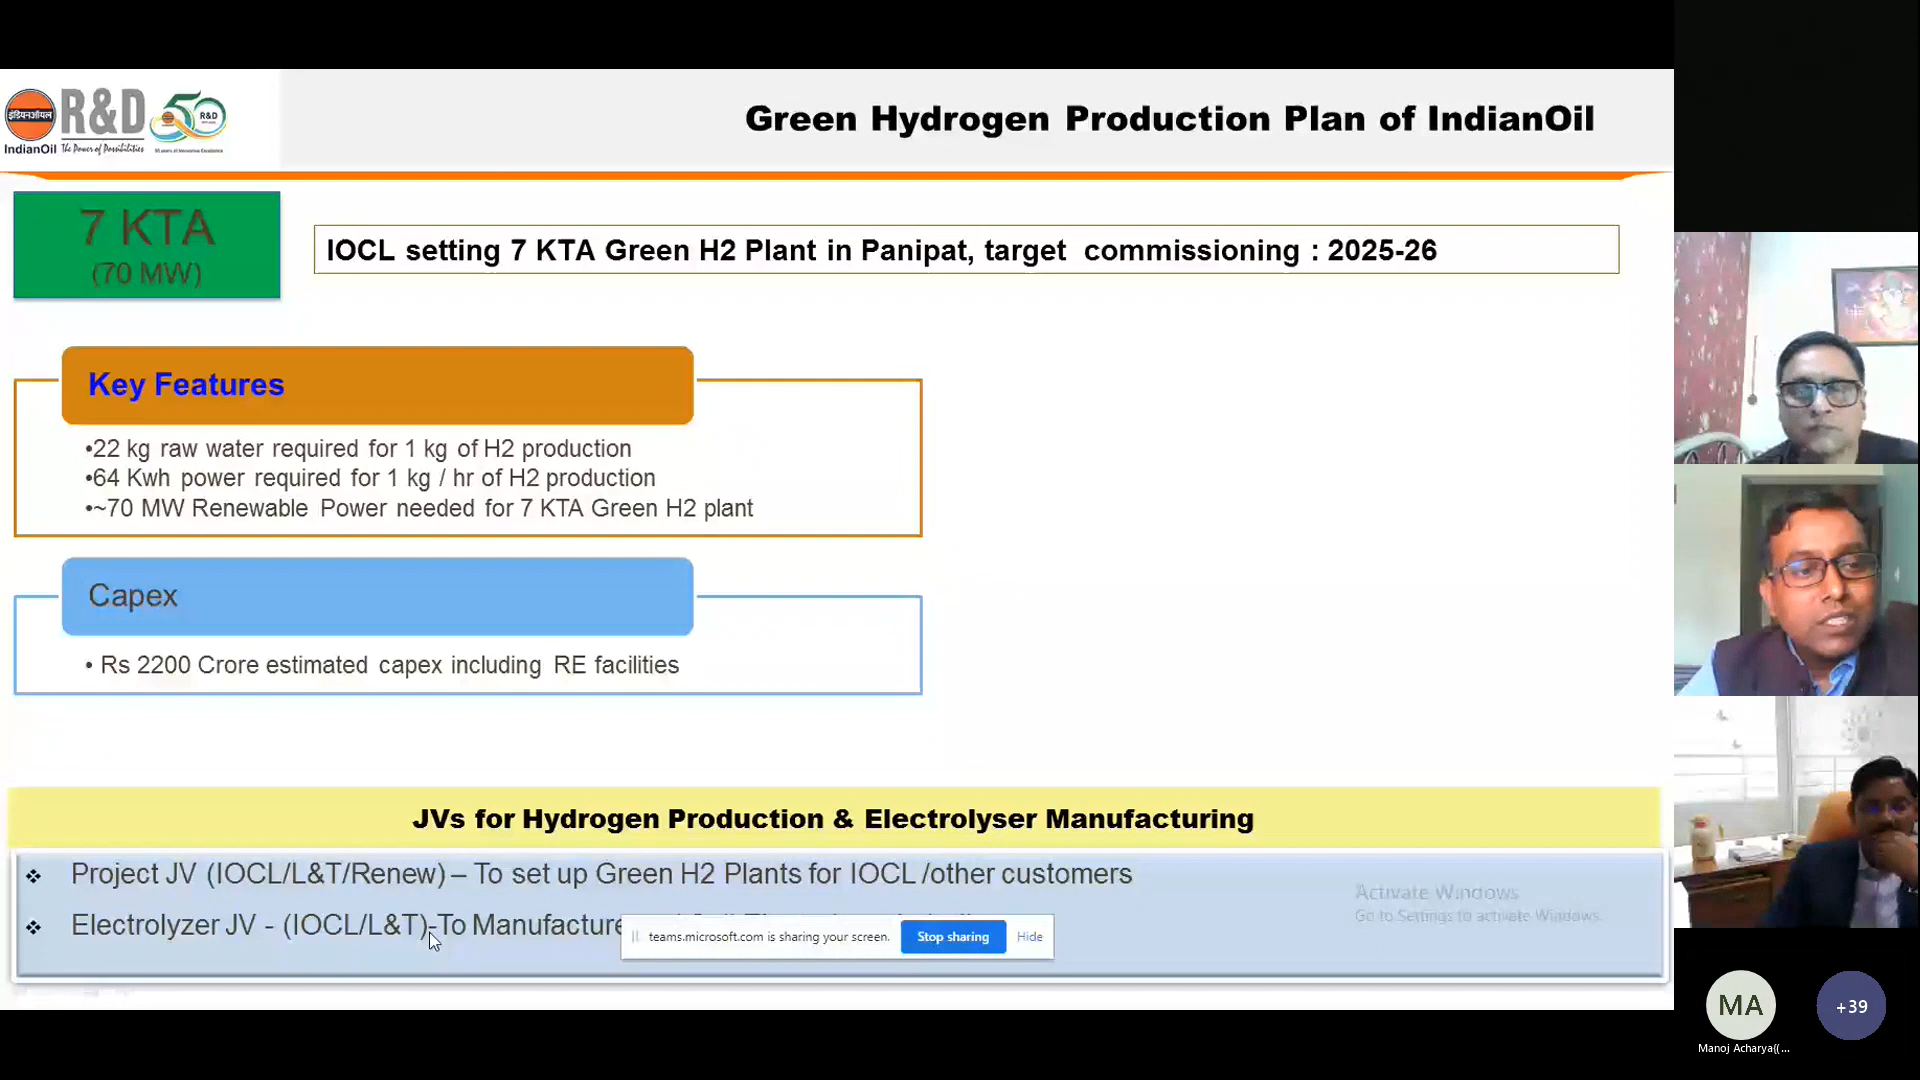 इंडियनऑयल
R&D
R&D
IndianOil
The Power of Possibilities
Green Hydrogen Production Plan of IndianOil
7 KTA
(70 MW)
IOCL setting 7 KTA Green H2 Plant in Panipat, target commissioning : 2025-26
Key Features
•22 kg raw water required for 1 kg of H2 production
•64 Kwh power required for 1 kg / hr of H2 production
•~70 MW Renewable Power needed for 7 KTA Green H2 plant
Capex
• Rs 2200 Crore estimated capex including RE facilities
JVs for Hydrogen Production & Electrolyser Manufacturing
❖ Project JV (IOCL/L&T/Renew) – To set up Green H2 Plants for IOCL /other customers
❖ Electrolyzer JV - (IOCL/L&T)-To Manufacture
teams.microsoft.com is sharing your screen.
Stop sharing
Hide
Activate Windows
Go to Settings to activate Windows.
MA
+39
Manoj Acharya((...